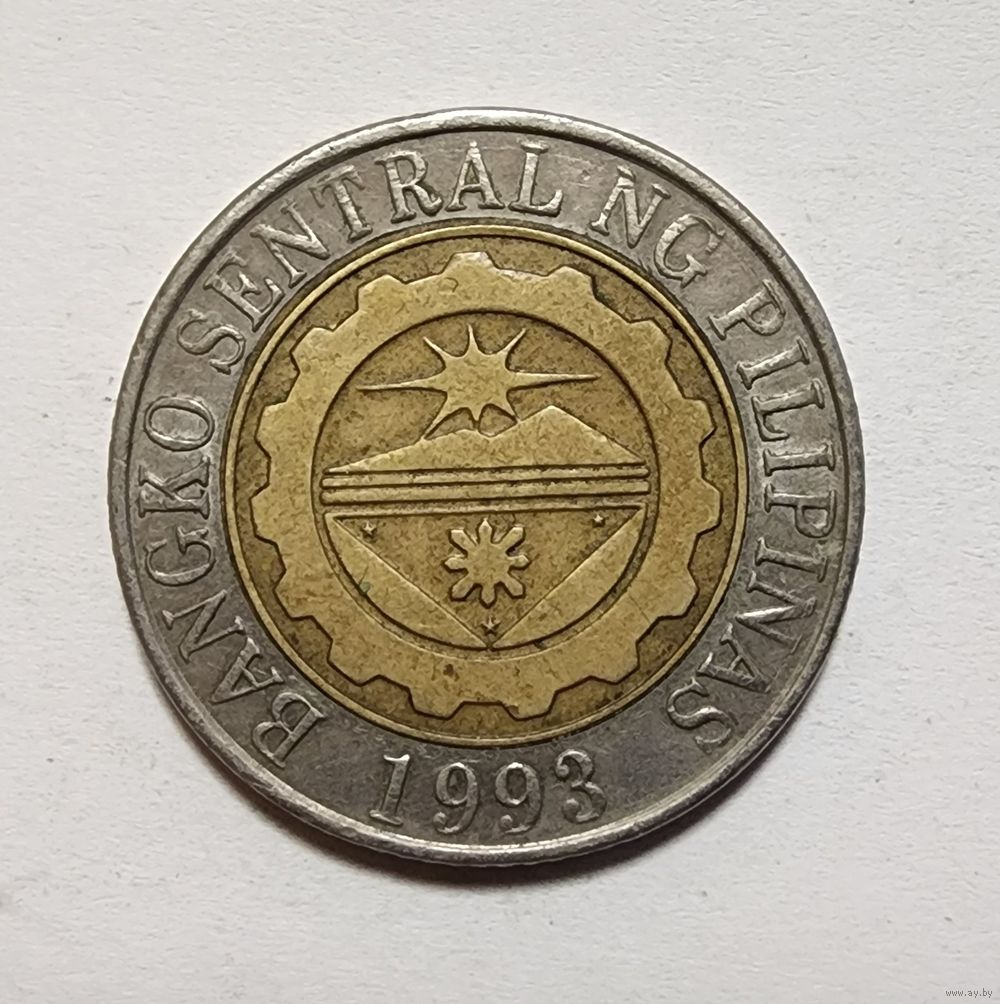 BANGKO SENTRAL NG PILIPINAS
1993
www.ay.by